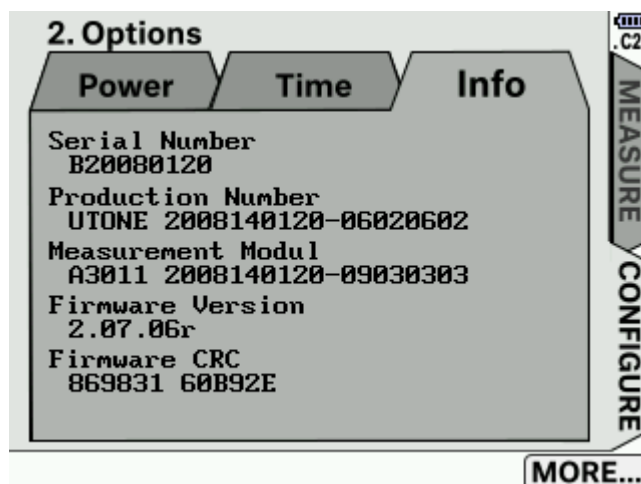 2. Options
.C2
Power Time Info
Serial Number
B20080120
Production Number
UTONE 2008140120-06020602
Measurement Modul
A3011 2008140120-09030303
Firmware Version
2.07.06r
Firmware CRC
869831 60B92E
MEASURE
CONFIGURE
MORE...